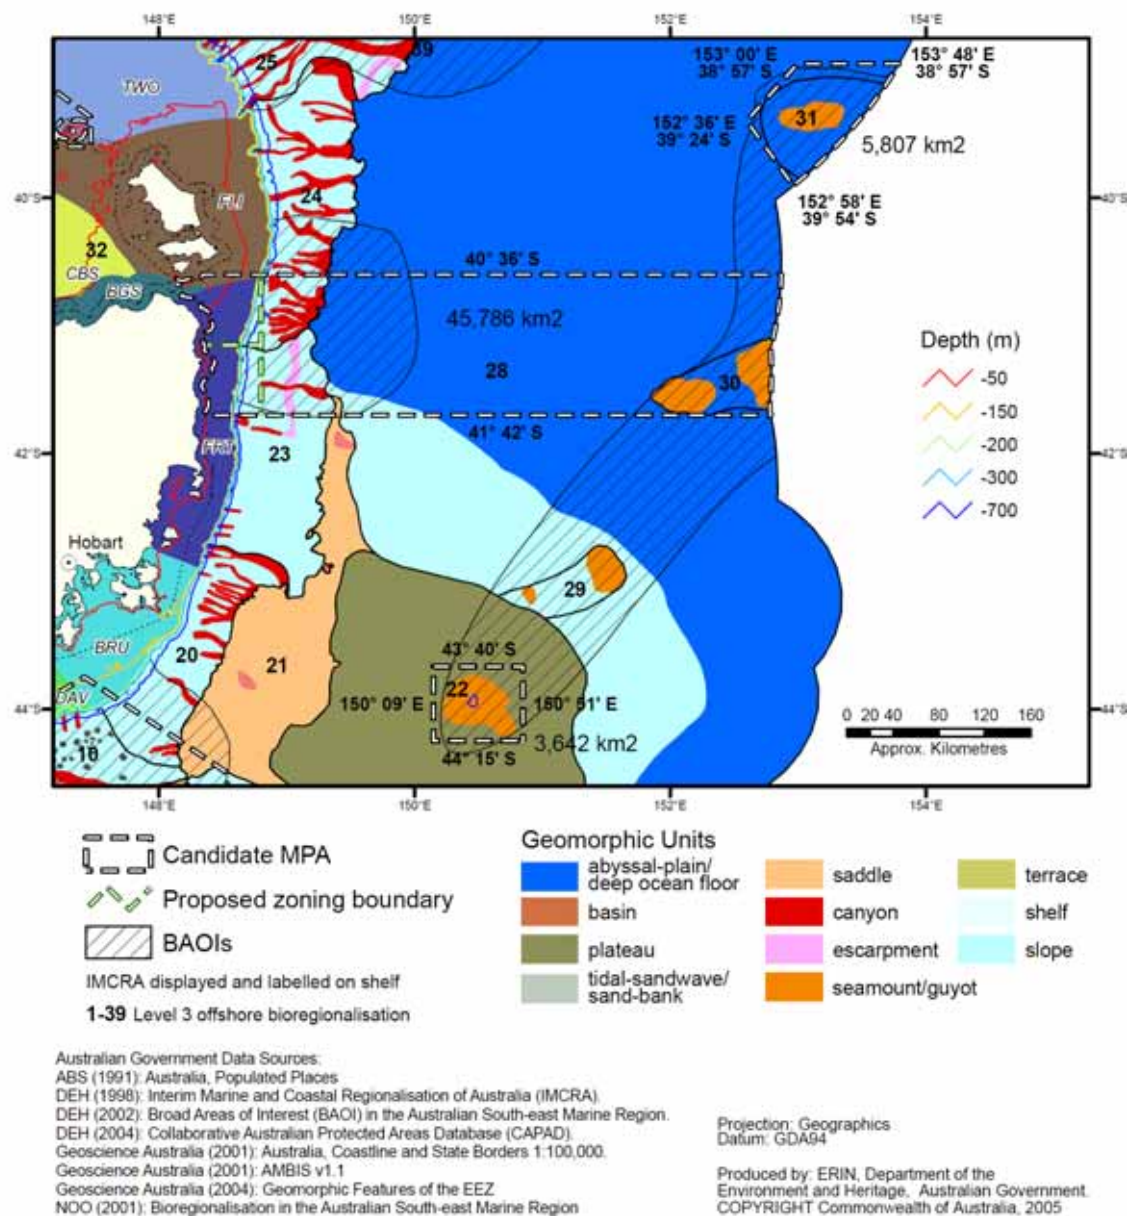 148°E 150°E 152°E 154°E
39
25
153° 00' E
38° 57' S
153° 48' E
38° 57' S
TWO
31
152° 36' E
39° 24' S
5,807 km2
40°S
24
FLI
152° 58' E
39° 54' S
40°S
32
CBS
BGS
40° 36' S
45,786 km2
28
30
Depth (m)
-50
-150
-200
-300
-700
41° 42' S
42°S
FRT
23
42°S
Hobart
29
BRU
20
21
43° 40' S
22
150° 09' E
150° 51' E
DAV
44°S
3,642 km2
44° 15' S
44°S
0 20 40 80 120 160
Approx. Kilometres
148°E 150°E 152°E 154°E
Candidate MPA
Proposed zoning boundary
BAOIs
IMCRA displayed and labelled on shelf
1-39 Level 3 offshore bioregionalisation
Geomorphic Units
abyssal-plain/
deep ocean floor
basin
plateau
tidal-sandwave/
sand-bank
saddle
canyon
escarpment
seamount/guyot
terrace
shelf
slope
Australian Government Data Sources:
ABS (1991): Australia, Populated Places
DEH (1998): Interim Marine and Coastal Regionalisation of Australia (IMCRA).
DEH (2002): Broad Areas of Interest (BAOI) in the Australian South-east Marine Region.
DEH (2004): Collaborative Australian Protected Areas Database (CAPAD).
Geoscience Australia (2001): Australia, Coastline and State Borders 1:100,000.
Geoscience Australia (2001): AMBIS v1.1
Geoscience Australia (2004): Geomorphic Features of the EEZ
NOO (2001): Bioregionalisation in the Australian South-east Marine Region
Projection: Geographics
Datum: GDA94
Produced by: ERIN, Department of the
Environment and Heritage, Australian Government.
COPYRIGHT Commonwealth of Australia, 2005